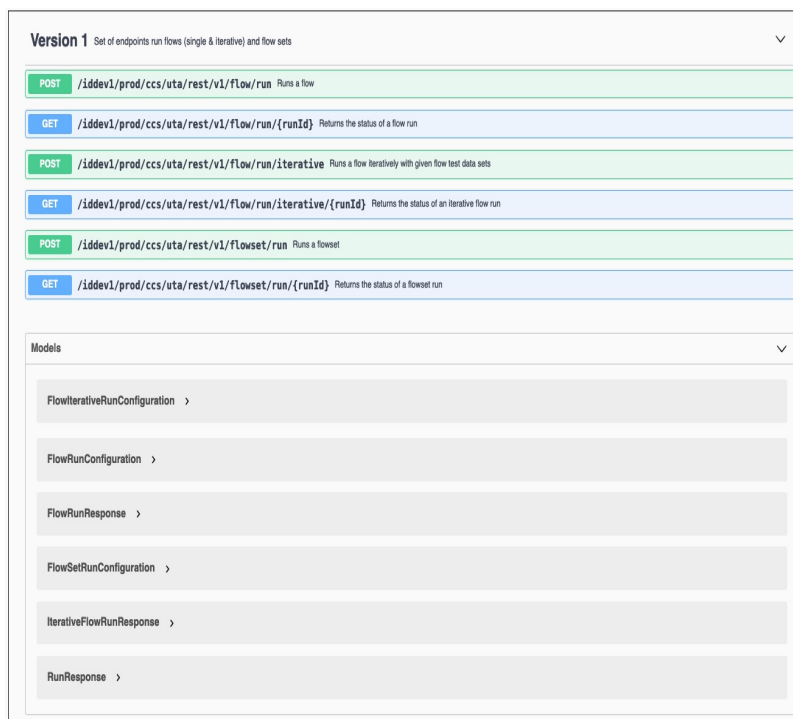 Version 1 Set of endpoints run flows (single & iterative) and flow sets
POST /iddev1/prod/ccs/uta/rest/v1/flow/run Runs a flow
GET /iddev1/prod/ccs/uta/rest/v1/flow/run/{runId} Returns the status of a flow run
POST /iddev1/prod/ccs/uta/rest/v1/flow/run/iterative Runs a flow iteratively with given flow test data sets
GET /iddev1/prod/ccs/uta/rest/v1/flow/run/iterative/{runId} Returns the status of an iterative flow run
POST /iddev1/prod/ccs/uta/rest/v1/flowset/run Runs a flowset
GET /iddev1/prod/ccs/uta/rest/v1/flowset/run/{runId} Returns the status of a flowset run
Models
FlowIterativeRunConfiguration
FlowRunConfiguration
FlowRunResponse
FlowSetRunConfiguration
IterativeFlowRunResponse
RunResponse